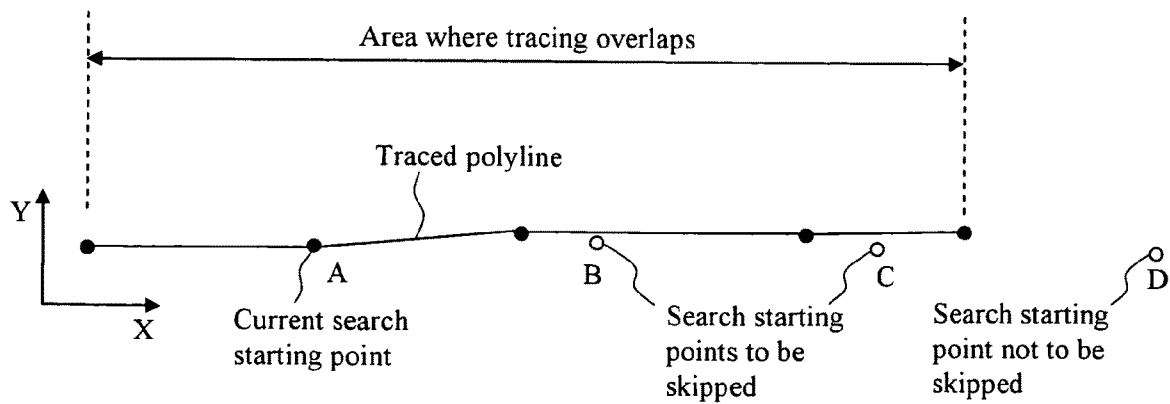 Area where tracing overlaps
Traced polyline
Y
X
A
B
C
D
Current search
starting point
Search starting
points to be
skipped
Search starting
point not to be
skipped